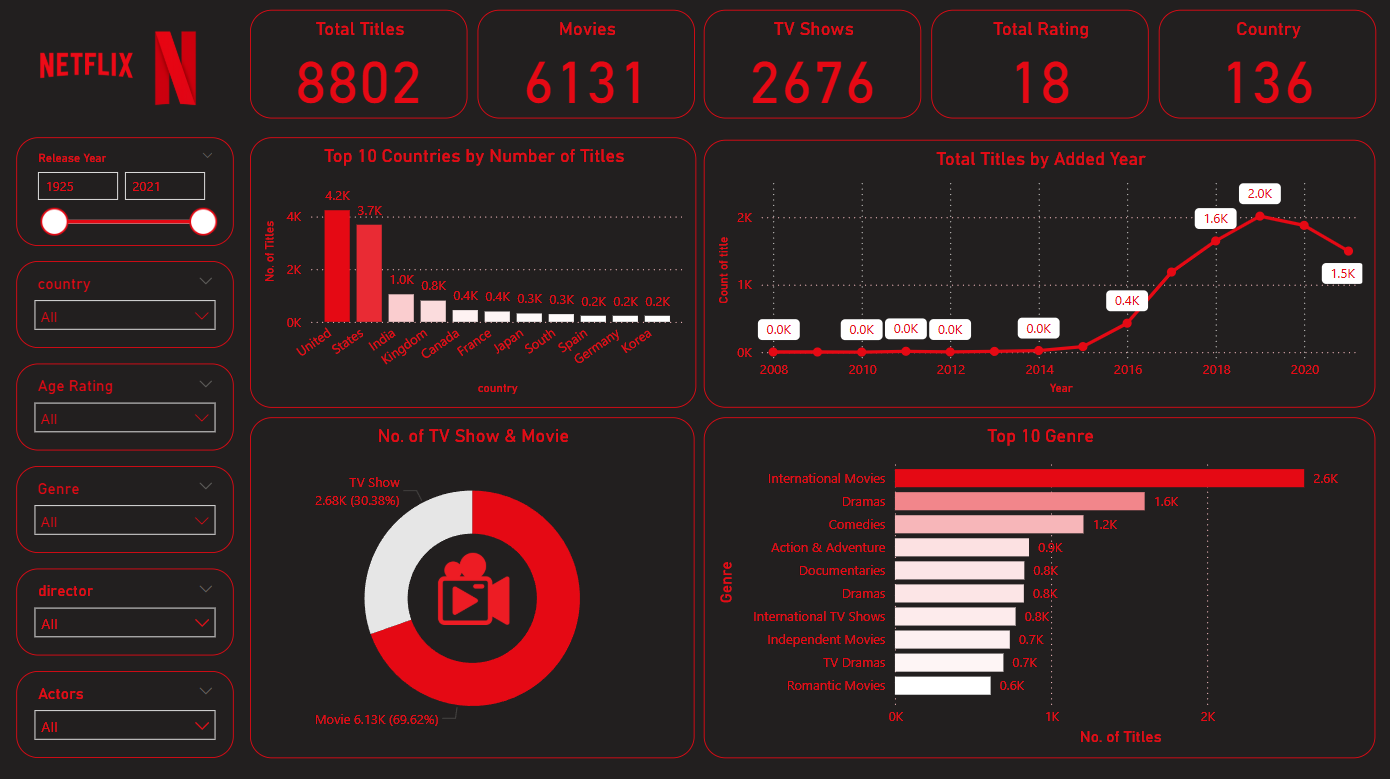 NETFLIX
Total Titles
8802
Movies
6131
TV Shows
2676
Total Rating
18
Country
136
Release Year
1925
2021
country
All
Age Rating
All
Genre
All
director
All
Actors
All
Top 10 Countries by Number of Titles
No. of Titles
4K
2K
0K
4.2K
3.7K
1.0K
0.8K
0.4K
0.4K
0.3K
0.3K
0.2K
0.2K
0.2K
United
States
India
Kingdom
Canada
France
Japan
South
Spain
Germany
Korea
country
Total Titles by Added Year
Count of title
2K
1K
0K
0.0K
0.0K
0.0K
0.0K
0.0K
0.4K
1.6K
2.0K
1.5K
2008
2010
2012
2014
2016
2018
2020
Year
No. of TV Show & Movie
TV Show
2.68K (30.38%)
Movie 6.13K (69.62%)
Top 10 Genre
Genre
International Movies 2.6K
Dramas 1.6K
Comedies 1.2K
Action & Adventure 0.9K
Documentaries 0.8K
Dramas 0.8K
International TV Shows 0.8K
Independent Movies 0.7K
TV Dramas 0.7K
Romantic Movies 0.6K
0K
1K
2K
No. of Titles